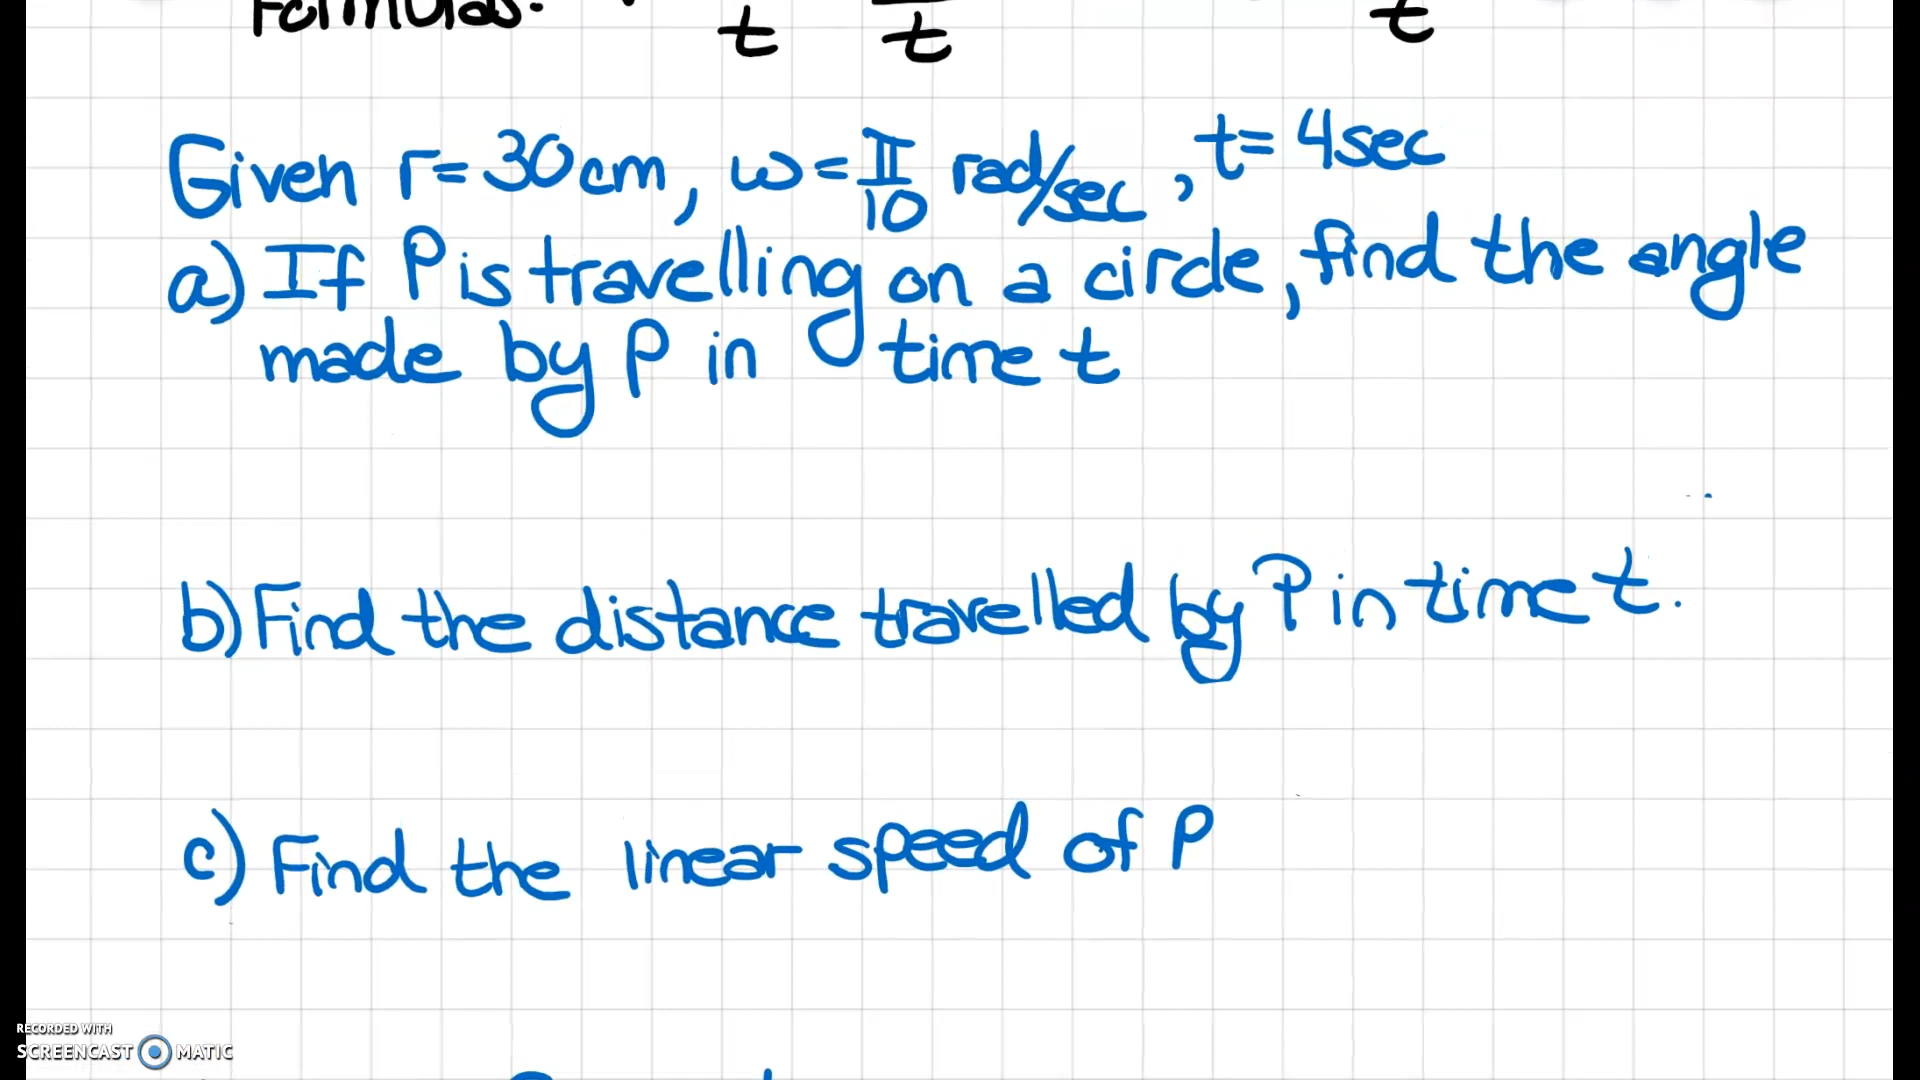 Formulas:
t t t
Given r = 30cm, ω = π/10 rad/sec, t = 4sec
a) If P is travelling on a circle, find the angle
made by P in time t
b) Find the distance travelled by P in time t.
c) Find the linear speed of P
RECORDED WITH
SCREENCAST MATIC